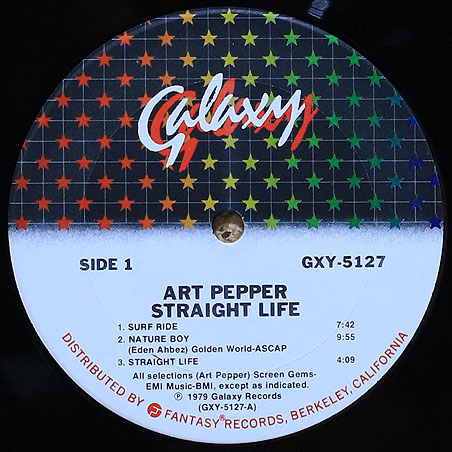 Galaxy
SIDE 1
GXY-5127
ART PEPPER
STRAIGHT LIFE
1. SURF RIDE 7:42
2. NATURE BOY 9:55
(Eden Ahbez) Golden World-ASCAP
3. STRAIGHT LIFE 4:09
All selections (Art Pepper) Screen Gems-
EMI Music-BMI, except as indicated.
℗ 1979 Galaxy Records
(GXY-5127-A)
DISTRIBUTED BY FANTASY® RECORDS, BERKELEY, CALIFORNIA